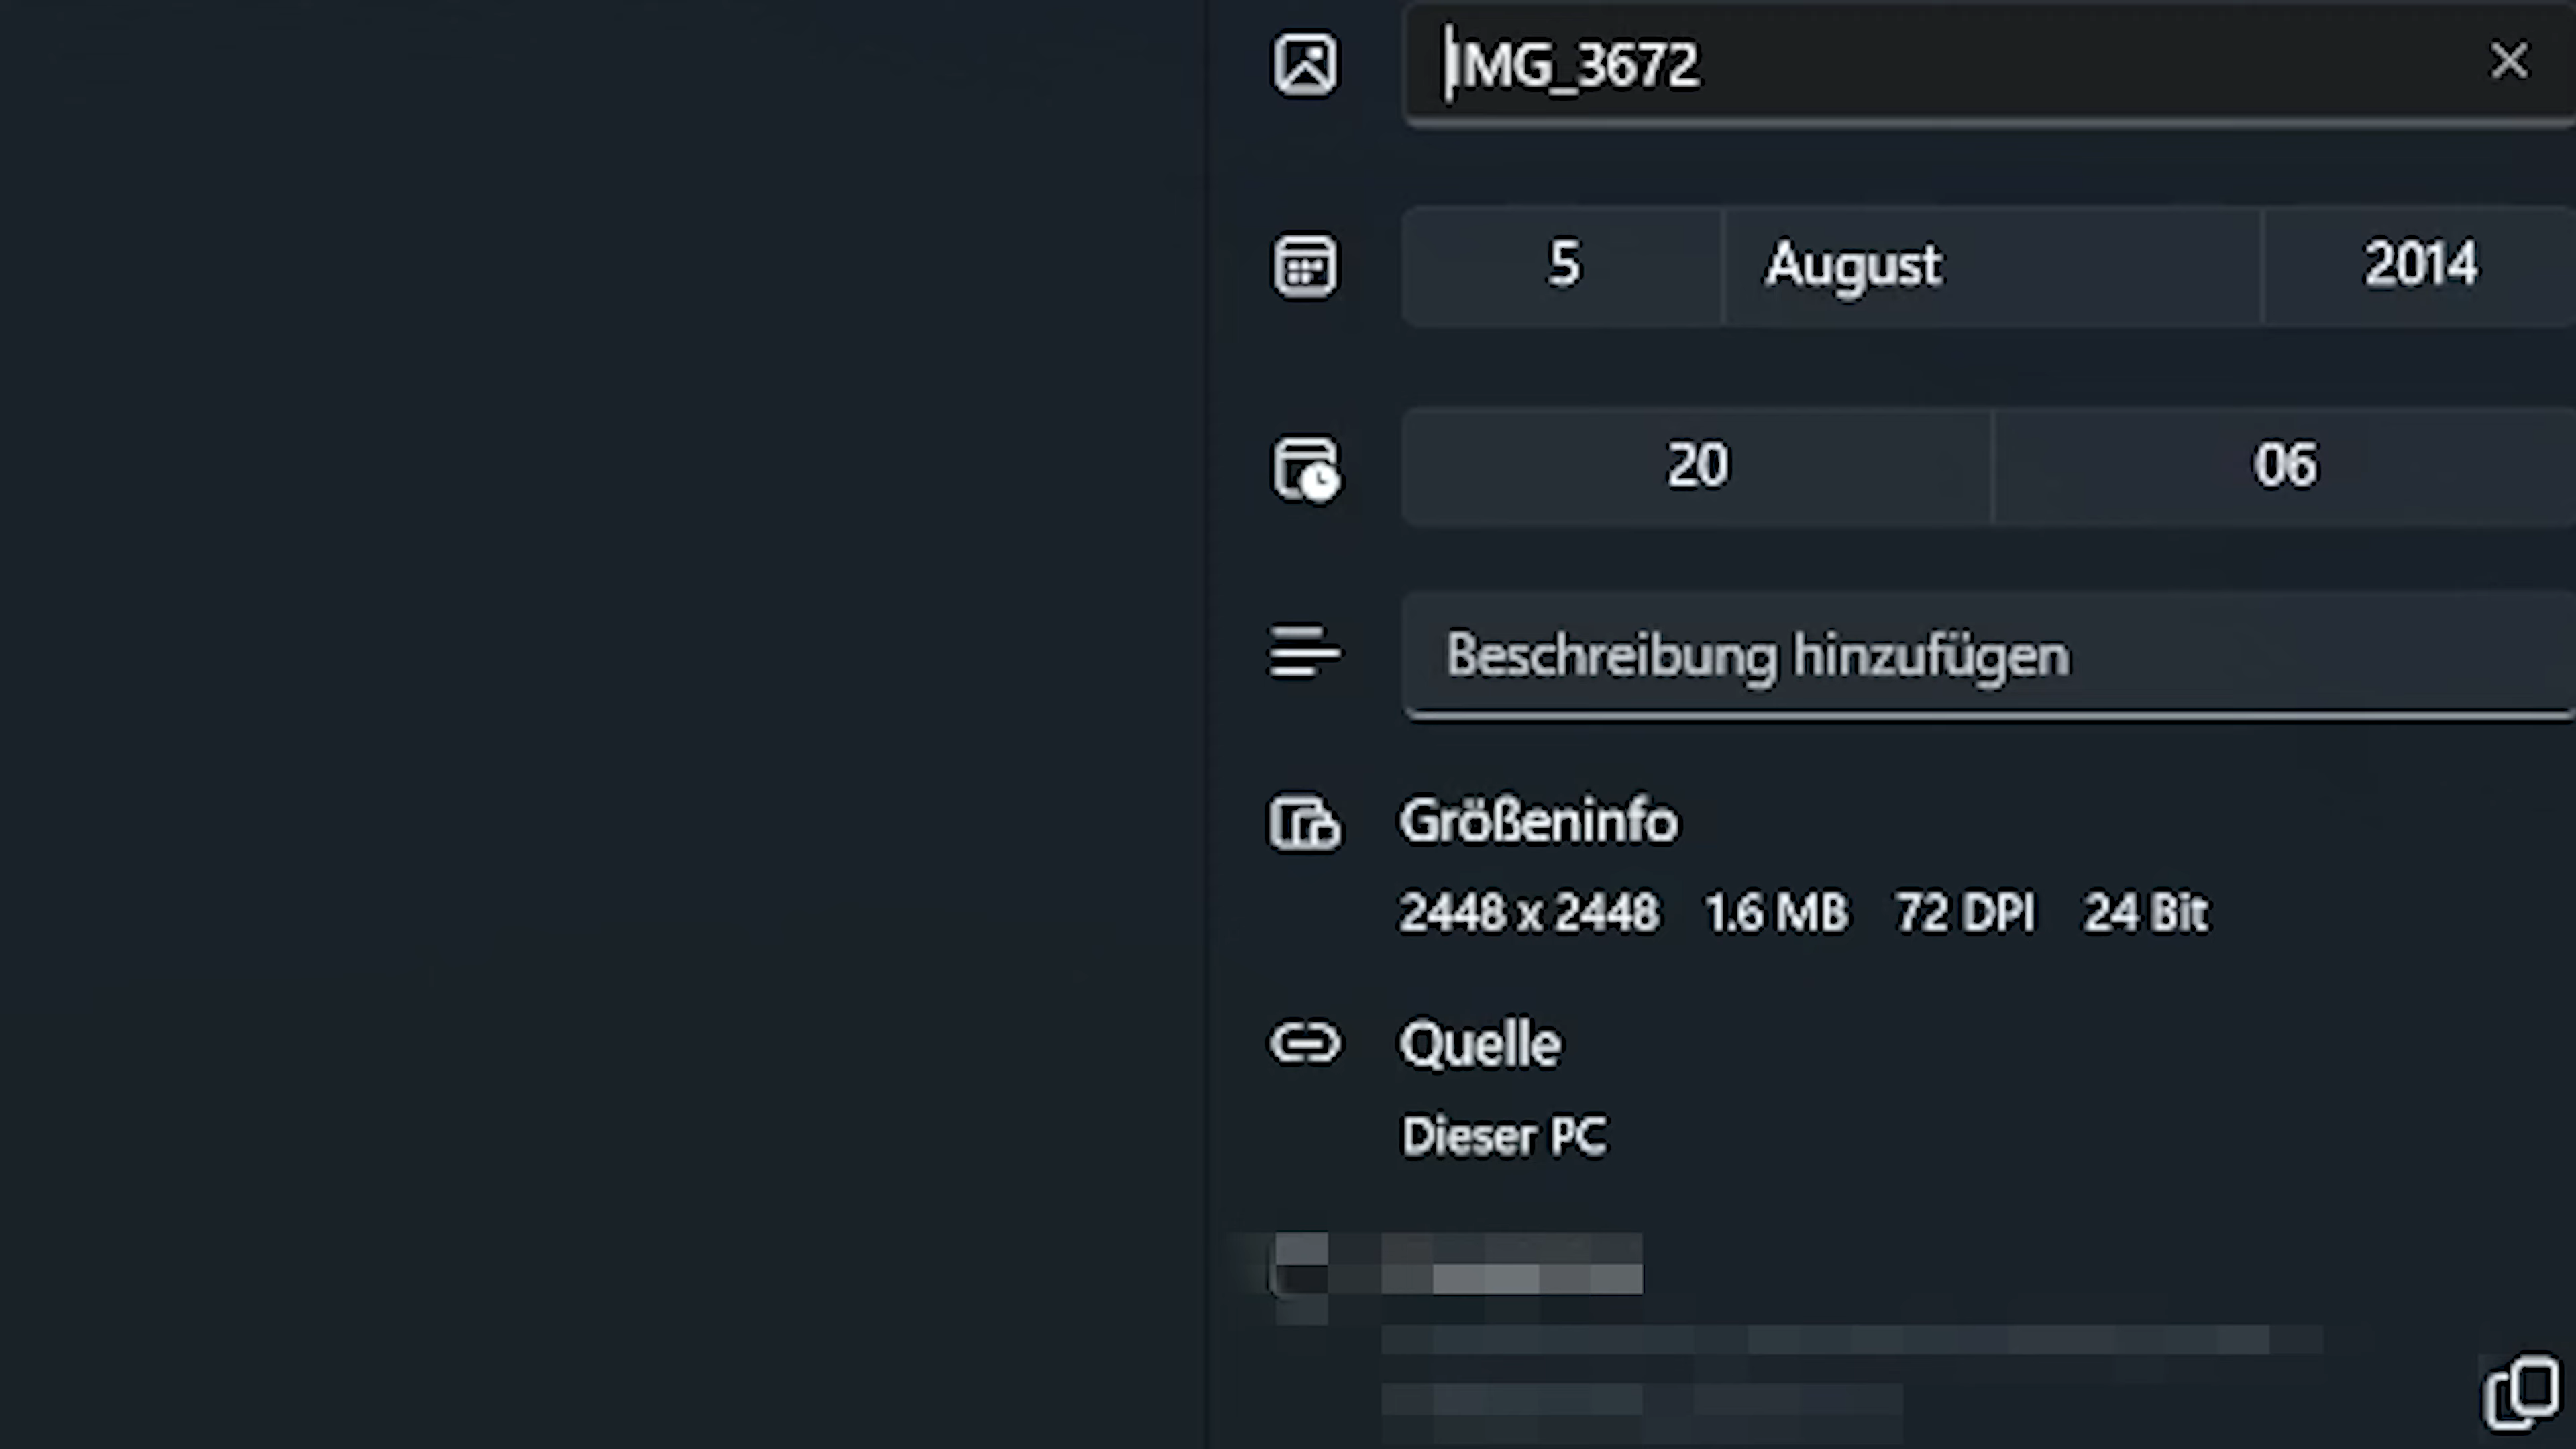 IMG_3672
5 August 2014
20 06
Beschreibung hinzufügen
Größeninfo
2448 x 2448 1.6 MB 72 DPI 24 Bit
Quelle
Dieser PC